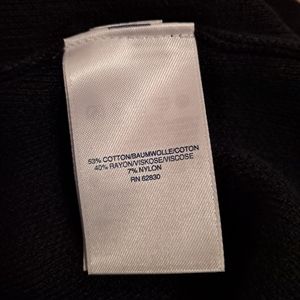 53% COTTON/BAUMWOLLE/COTON
40% RAYON/VISKOSE/VISCOSE
7% NYLON
RN 62830